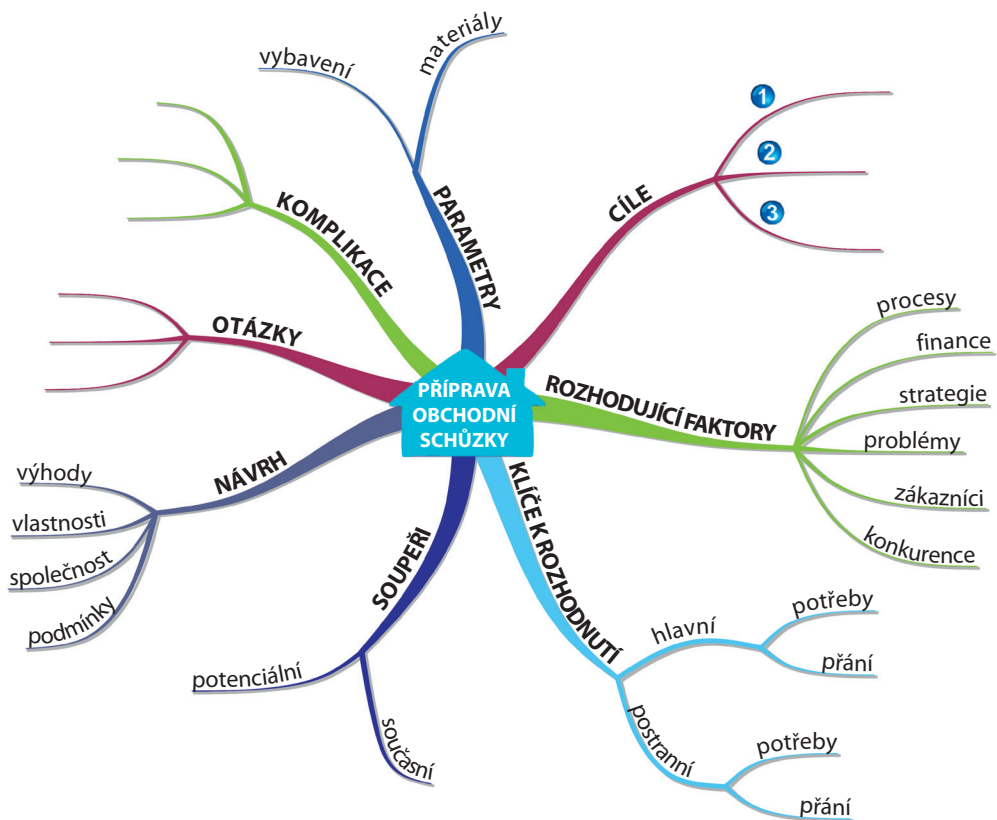 PŘÍPRAVA
OBCHODNÍ
SCHŮZKY
CÍLE
1
2
3
ROZHODUJÍCÍ FAKTORY
procesy
finance
strategie
problémy
zákazníci
konkurence
KLÍČE K ROZHODNUTÍ
hlavní
potřeby
přání
postranní
potřeby
přání
SOUPEŘI
současní
potenciální
NÁVRH
výhody
vlastnosti
společnost
podmínky
OTÁZKY
KOMPLIKACE
PARAMETRY
vybavení
materiály